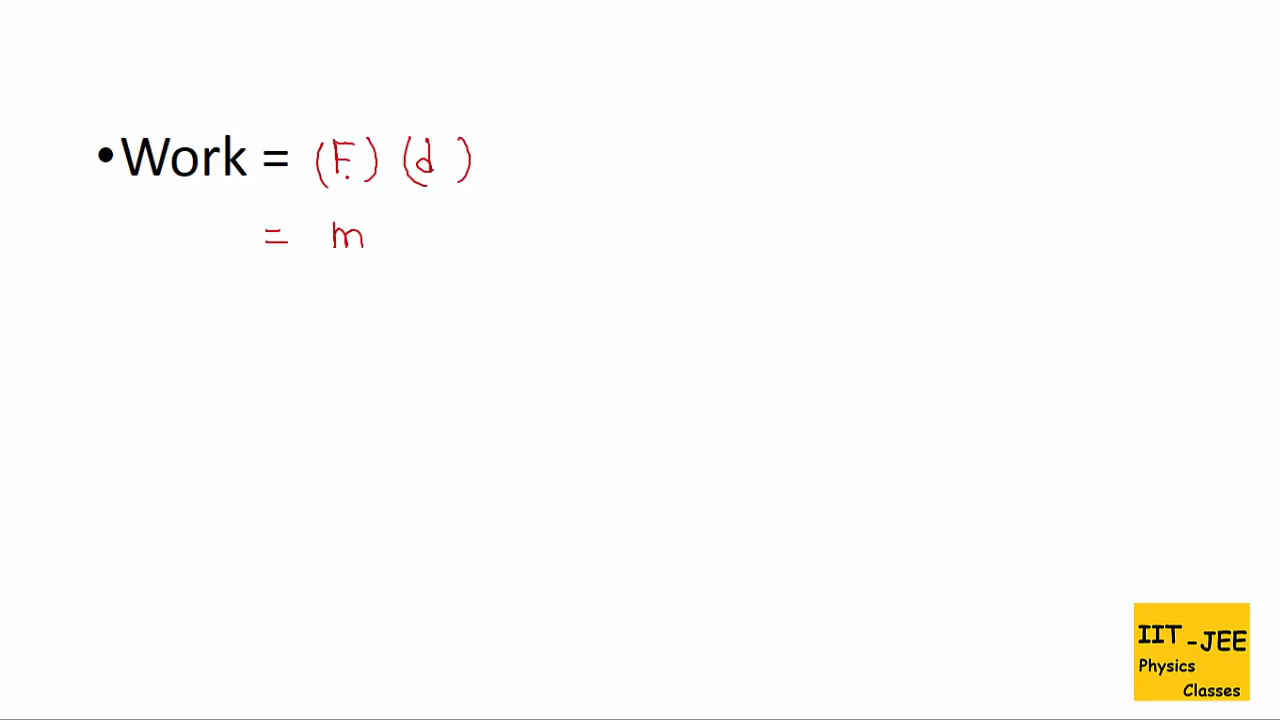 •Work = (F.) (d )
= m
IIT-JEE
Physics
Classes